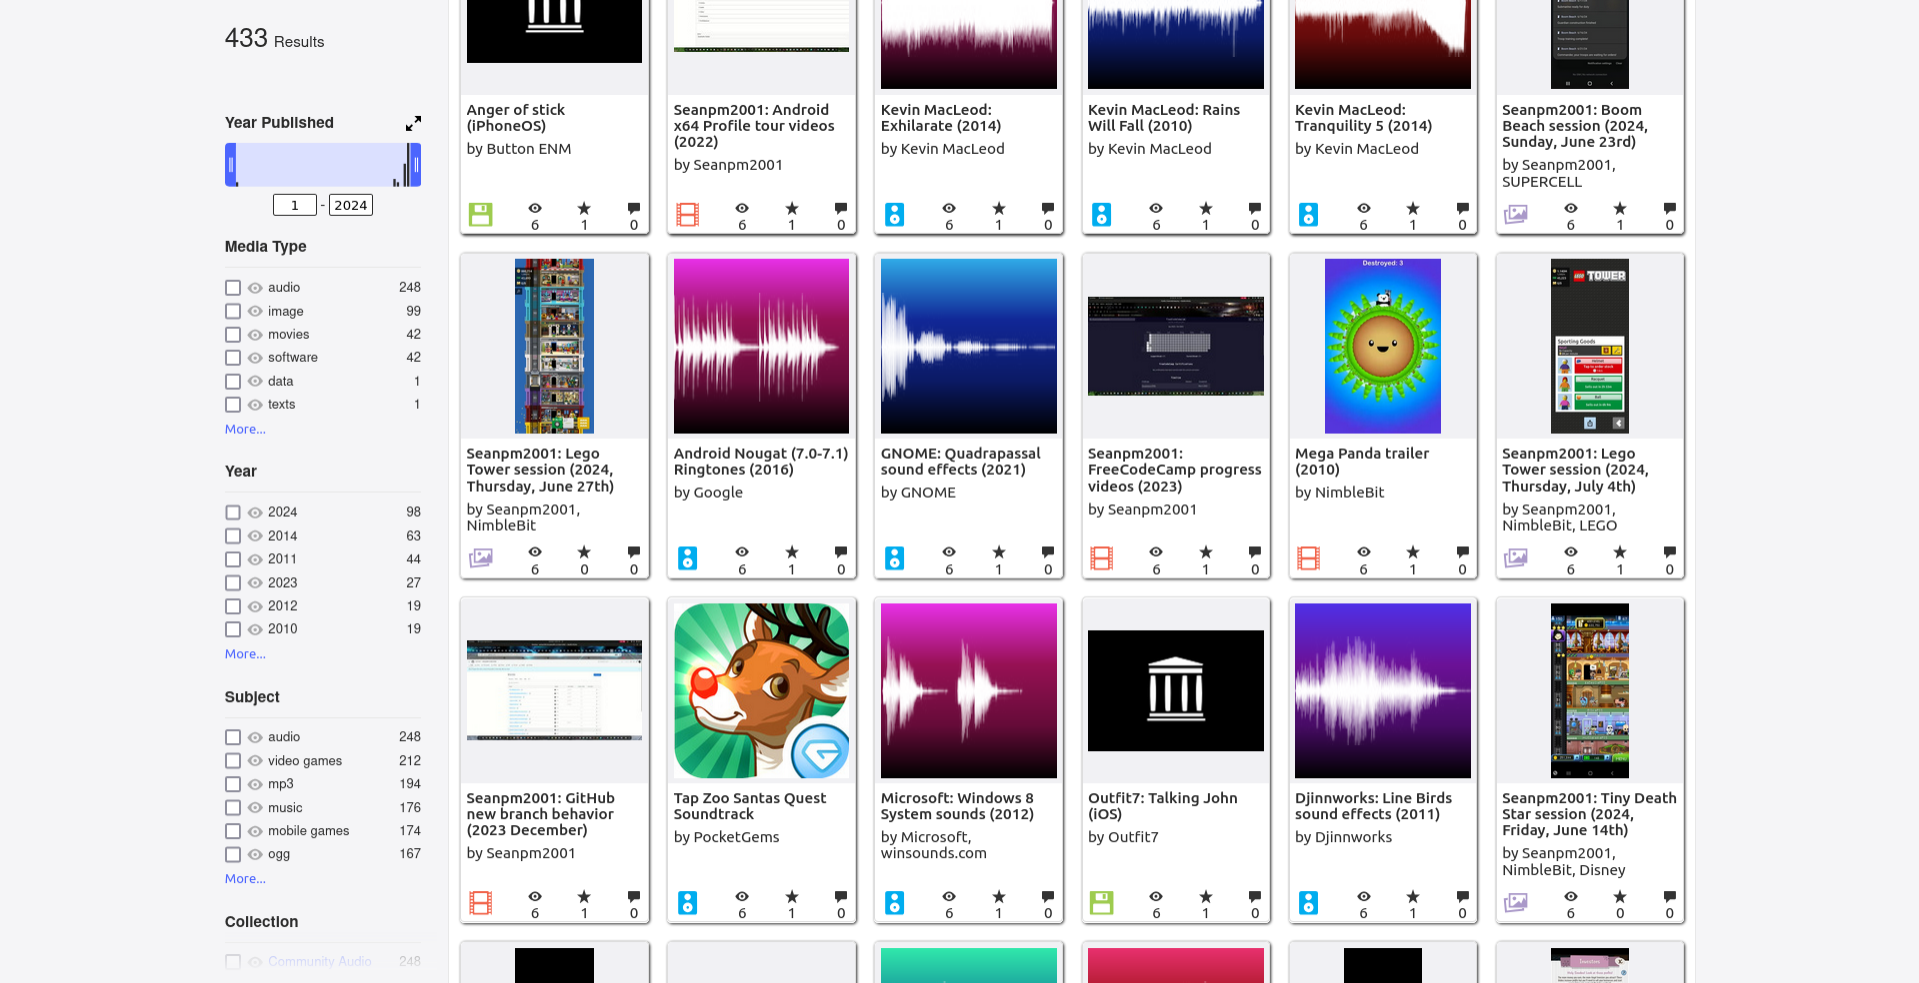 433 Results
Year Published
1 - 2024
Media Type
audio 248
image 99
movies 42
software 42
data 1
texts 1
More...
Year
2024 98
2014 63
2011 44
2023 27
2012 19
2010 19
More...
Subject
audio 248
video games 212
mp3 194
music 176
mobile games 174
ogg 167
More...
Collection
Community Audio 248
Anger of stick
(iPhoneOS)
by Button ENM
6 1 0
Seanpm2001: Android
x64 Profile tour videos
(2022)
by Seanpm2001
6 1 0
Kevin MacLeod:
Exhilarate (2014)
by Kevin MacLeod
6 1 0
Kevin MacLeod: Rains
Will Fall (2010)
by Kevin MacLeod
6 1 0
Kevin MacLeod:
Tranquility 5 (2014)
by Kevin MacLeod
6 1 0
Seanpm2001: Boom
Beach session (2024,
Sunday, June 23rd)
by Seanpm2001,
SUPERCELL
6 1 0
Seanpm2001: Lego
Tower session (2024,
Thursday, June 27th)
by Seanpm2001,
NimbleBit
6 0 0
Android Nougat (7.0-7.1)
Ringtones (2016)
by Google
6 1 0
GNOME: Quadrapassal
sound effects (2021)
by GNOME
6 1 0
Seanpm2001:
FreeCodeCamp progress
videos (2023)
by Seanpm2001
6 1 0
Destroyed: 3
Mega Panda trailer
(2010)
by NimbleBit
6 1 0
LEGO TOWER
Sporting Goods
Seanpm2001: Lego
Tower session (2024,
Thursday, July 4th)
by Seanpm2001,
NimbleBit, LEGO
6 1 0
Seanpm2001: GitHub
new branch behavior
(2023 December)
by Seanpm2001
6 1 0
Tap Zoo Santas Quest
Soundtrack
by PocketGems
6 1 0
Microsoft: Windows 8
System sounds (2012)
by Microsoft,
winsounds.com
6 1 0
Outfit7: Talking John
(iOS)
by Outfit7
6 1 0
Djinnworks: Line Birds
sound effects (2011)
by Djinnworks
6 1 0
Seanpm2001: Tiny Death
Star session (2024,
Friday, June 14th)
by Seanpm2001,
NimbleBit, Disney
6 0 0